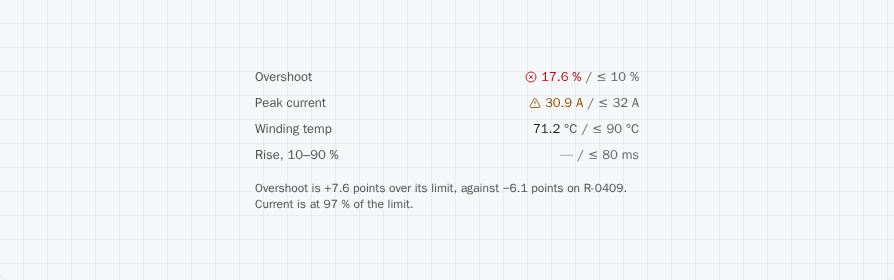 Overshoot 17.6 % / ≤ 10 %
Peak current 30.9 A / ≤ 32 A
Winding temp 71.2 °C / ≤ 90 °C
Rise, 10–90 % — / ≤ 80 ms
Overshoot is +7.6 points over its limit, against −6.1 points on R-0409.
Current is at 97 % of the limit.